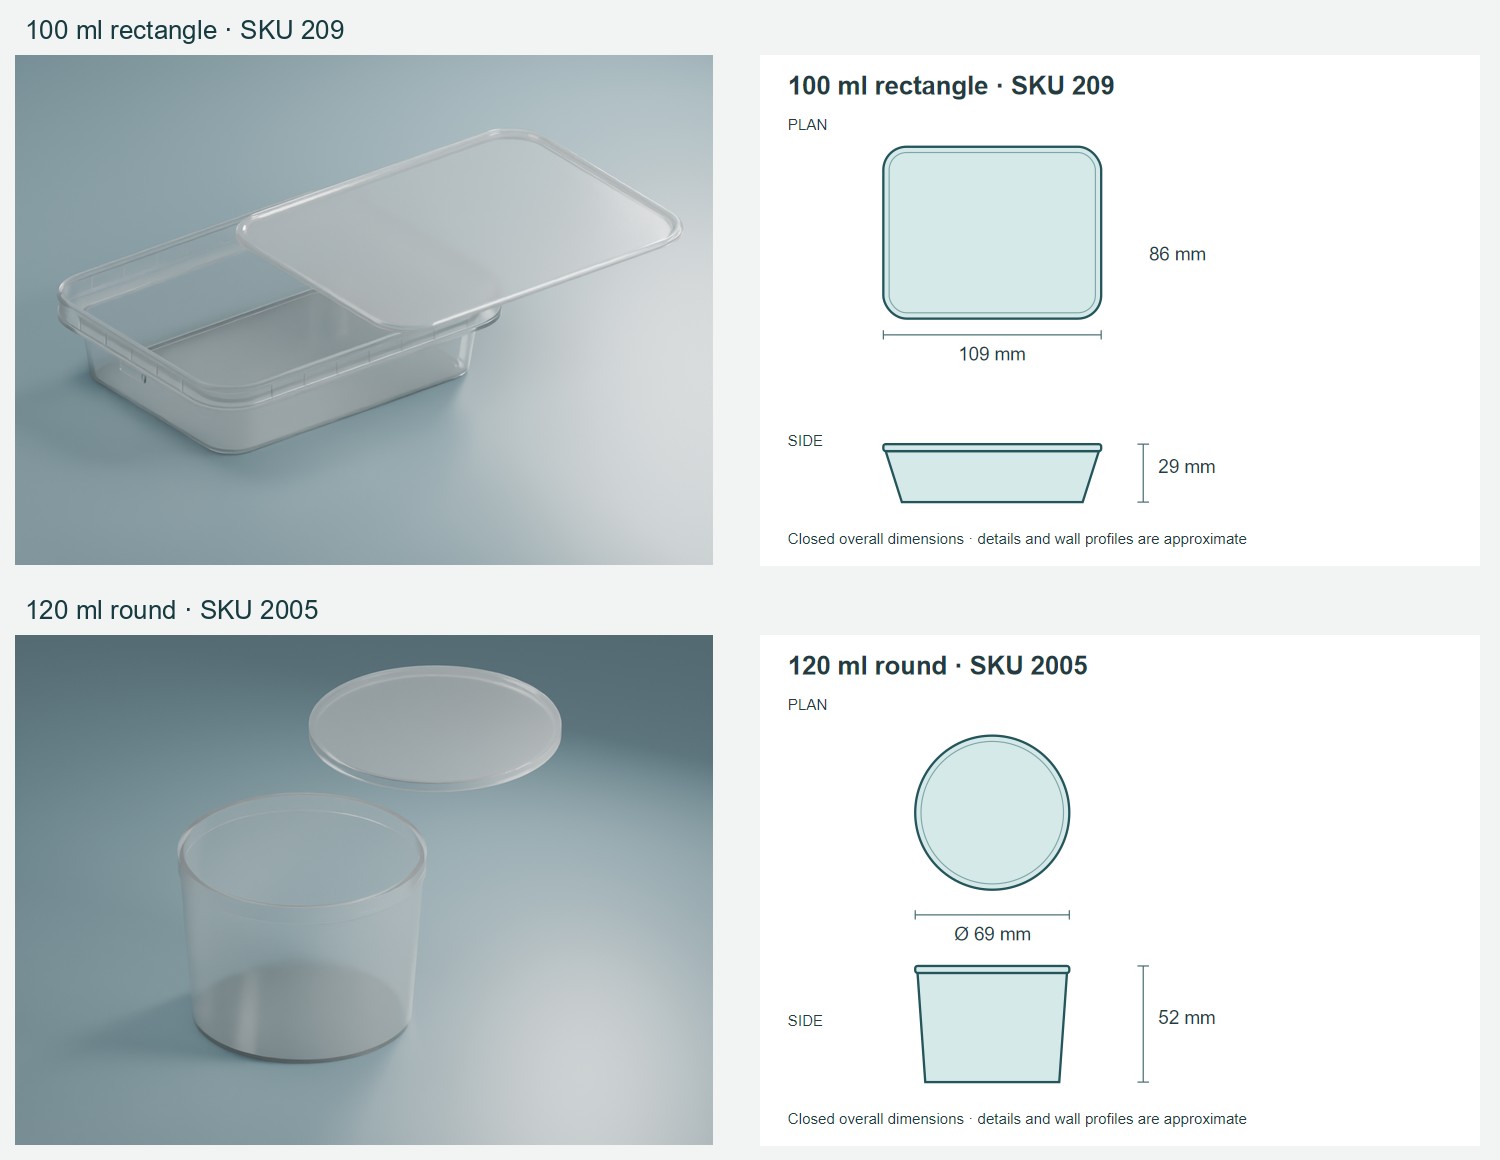 100 ml rectangle · SKU 209
100 ml rectangle · SKU 209
PLAN
86 mm
109 mm
SIDE
29 mm
Closed overall dimensions · details and wall profiles are approximate
120 ml round · SKU 2005
120 ml round · SKU 2005
PLAN
Ø 69 mm
SIDE
52 mm
Closed overall dimensions · details and wall profiles are approximate